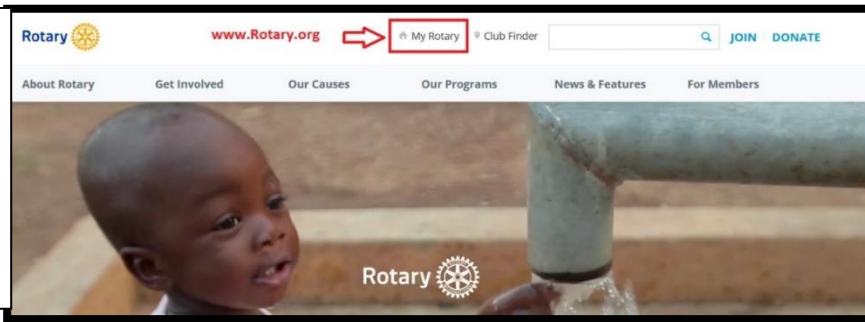 Rotary www.Rotary.org My Rotary Club Finder JOIN DONATE
About Rotary Get Involved Our Causes Our Programs News & Features For Members
Rotary